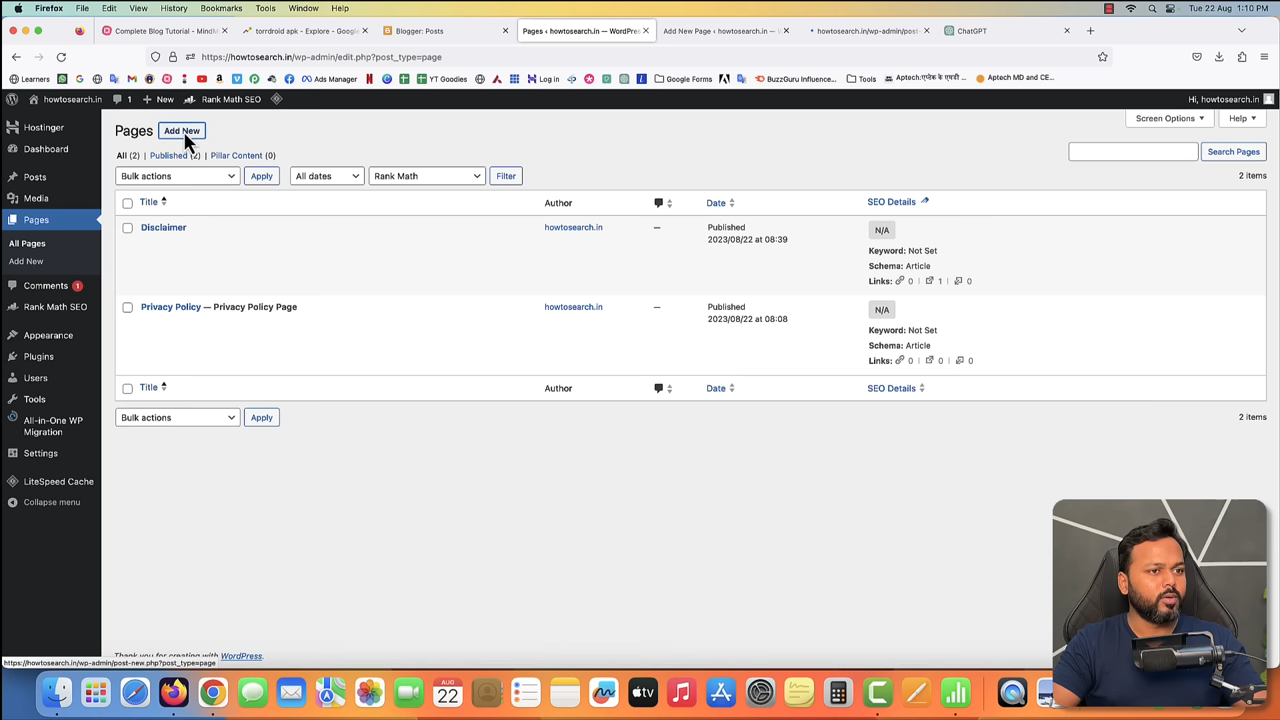 Firefox File Edit View History Bookmarks Tools Window Help Tue 22 Aug 1:10 PM
Complete Blog Tutorial - MindM torrdroid apk - Explore - Google Blogger: Posts Pages ‹ howtosearch.in — WordPres Add New Page ‹ howtosearch.in — W howtosearch.in/wp-admin/post- ChatGPT
https://howtosearch.in/wp-admin/edit.php?post_type=page
Learners Ads Manager YT Goodies Log in Google Forms BuzzGuru Influence... Tools Aptech MD and CE...
howtosearch.in 1 New Rank Math SEO Hi, howtosearch.in
Hostinger
Dashboard
Posts
Media
Pages
All Pages
Add New
Comments 1
Rank Math SEO
Appearance
Plugins
Users
Tools
All-in-One WP
Migration
Settings
LiteSpeed Cache
Collapse menu
Screen Options Help
Pages Add New
All (2) | Published (2) | Pillar Content (0)
Search Pages
Bulk actions Apply All dates Rank Math Filter 2 items
Title Author Date SEO Details
Disclaimer howtosearch.in — Published
2023/08/22 at 08:39
N/A
Keyword: Not Set
Schema: Article
Links: 0 | 1 | 0
Privacy Policy — Privacy Policy Page howtosearch.in — Published
2023/08/22 at 08:08
N/A
Keyword: Not Set
Schema: Article
Links: 0 | 0 | 0
Title Author Date SEO Details
Bulk actions Apply 2 items
Thank you for creating with WordPress.
https://howtosearch.in/wp-admin/post-new.php?post_type=page
AUG
22